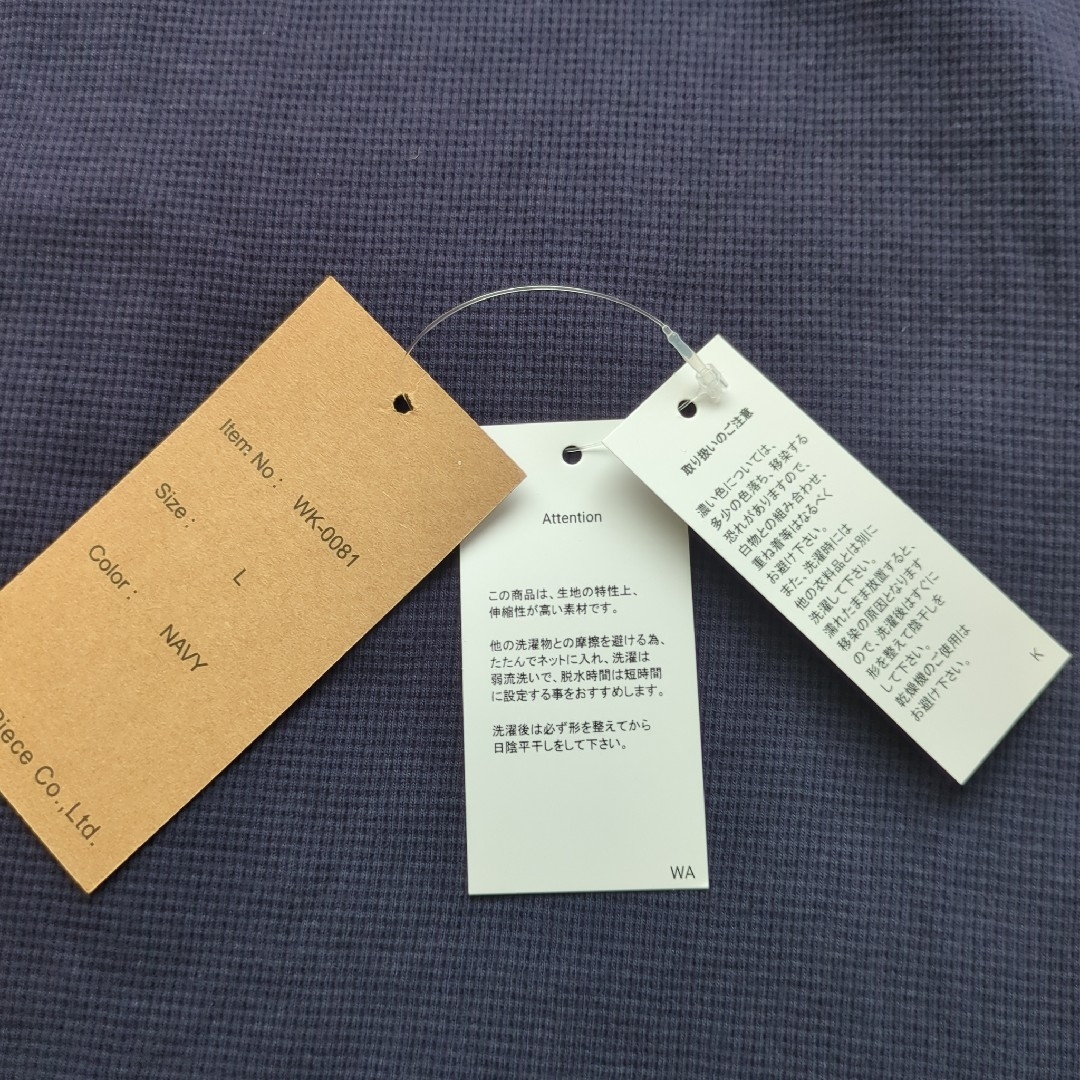 Item No : WK-0081
Size : L
Color : NAVY
Piece Co.,Ltd.
Attention
この商品は、生地の特性上、
伸縮性が高い素材です。
他の洗濯物との摩擦を避ける為、
たたんでネットに入れ、洗濯は
弱流洗いで、脱水時間は短時間
に設定する事をおすすめします。
洗濯後は必ず形を整えてから
日陰平干しをして下さい。
WA
取り扱いのご注意
濃い色については、
多少の色落ち、移染する
恐れがありますので、
白物との組み合わせ、
重ね着等はなるべく
お避け下さい。
また、洗濯時には
他の衣料品とは別に
洗濯して下さい。
濡れたまま放置すると、
移染の原因となります
ので、洗濯後はすぐに
形を整えて陰干しを
して下さい。
乾燥機のご使用は
お避け下さい。
K